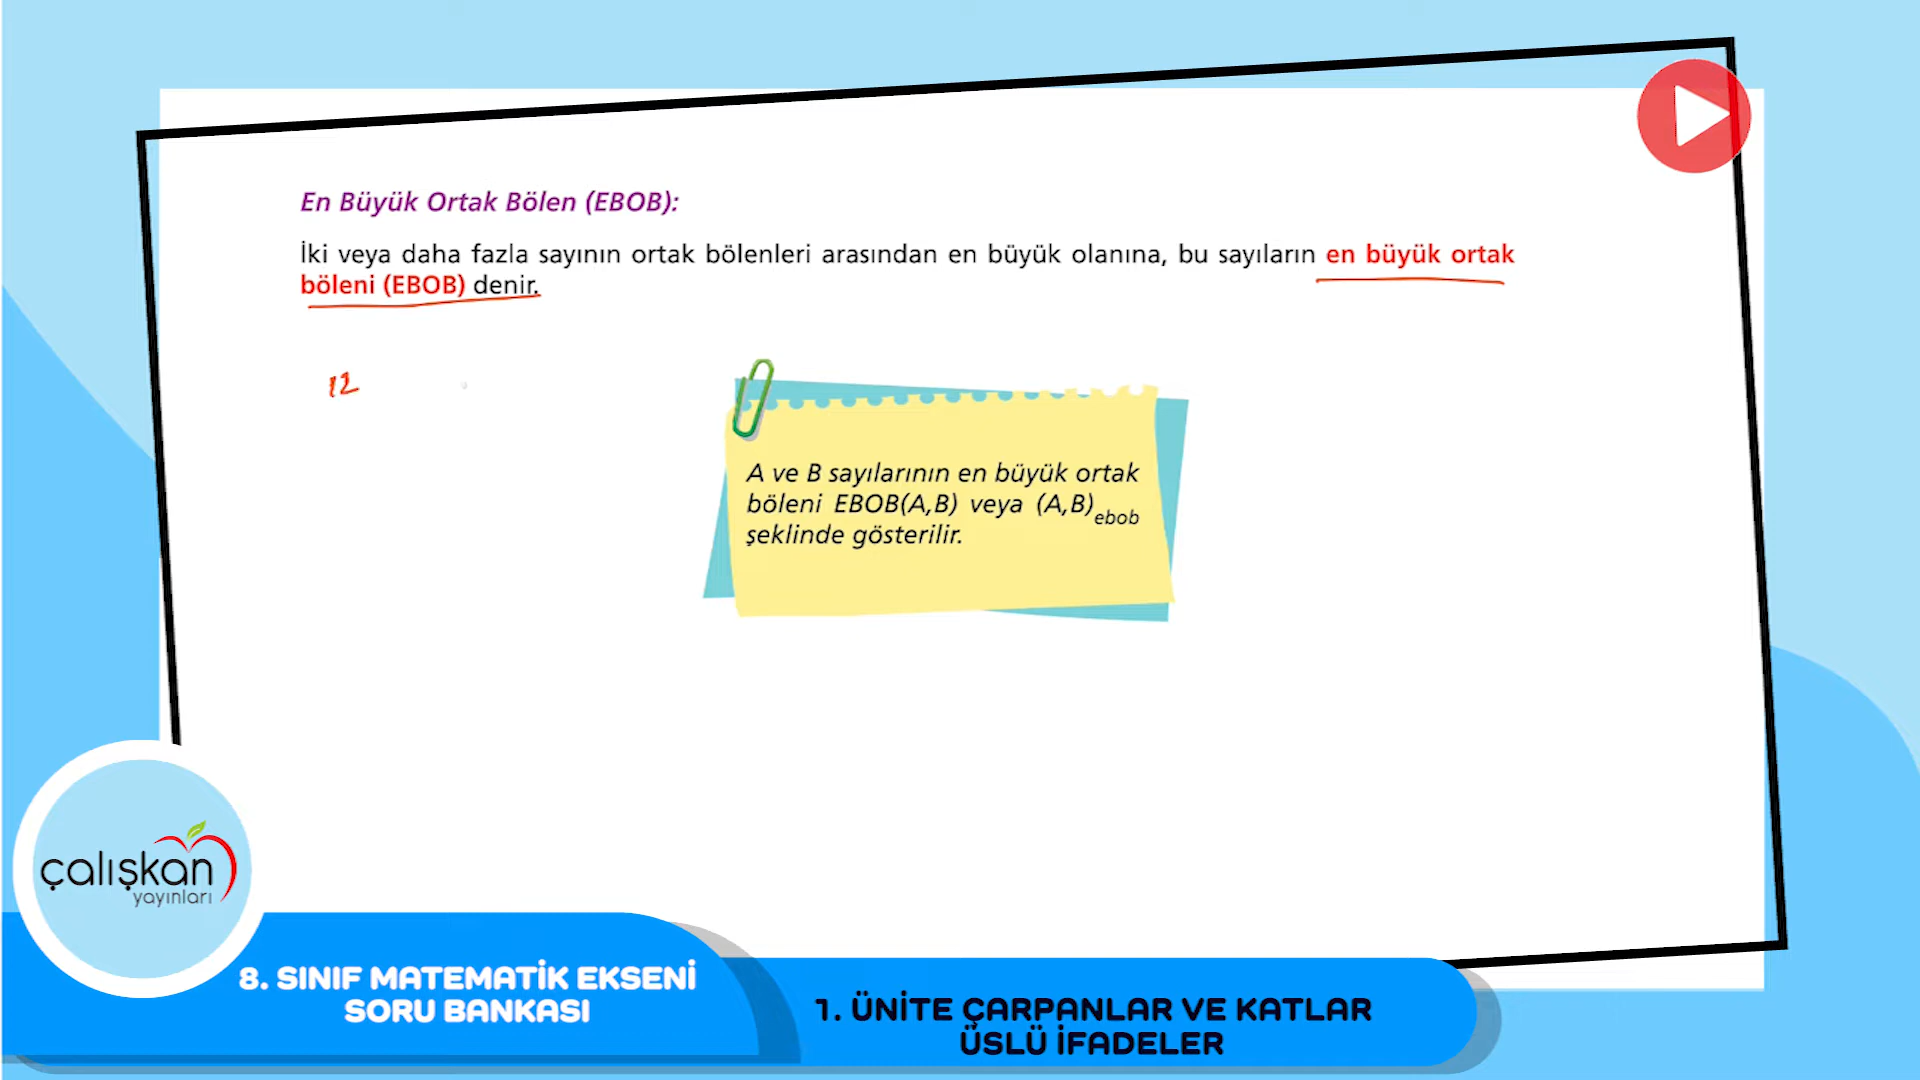 En Büyük Ortak Bölen (EBOB):
İki veya daha fazla sayının ortak bölenleri arasından en büyük olanına, bu sayıların en büyük ortak
böleni (EBOB) denir.
12
A ve B sayılarının en büyük ortak
böleni EBOB(A,B) veya (A,B)ebob
şeklinde gösterilir.
çalışkan
yayınları
8. SINIF MATEMATİK EKSENİ
SORU BANKASI
1. ÜNİTE ÇARPANLAR VE KATLAR
ÜSLÜ İFADELER